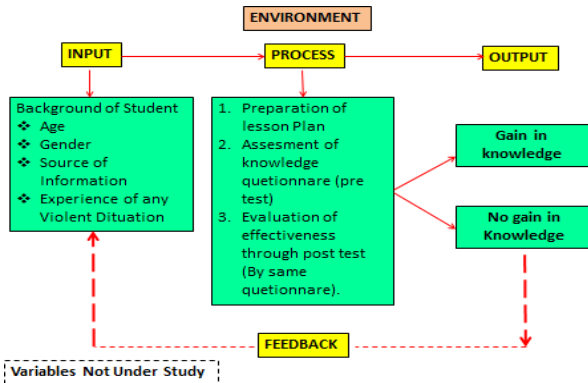 ENVIRONMENT
INPUT
PROCESS
OUTPUT
Background of Student
❖ Age
❖ Gender
❖ Source of
Information
❖ Experience of any
Violent Dituation
1. Preparation of
lesson Plan
2. Assesment of
knowledge
quetionnare (pre
test)
3. Evaluation of
effectiveness
through post test
(By same
quetionnare).
Gain in
knowledge
No gain in
Knowledge
FEEDBACK
Variables Not Under Study